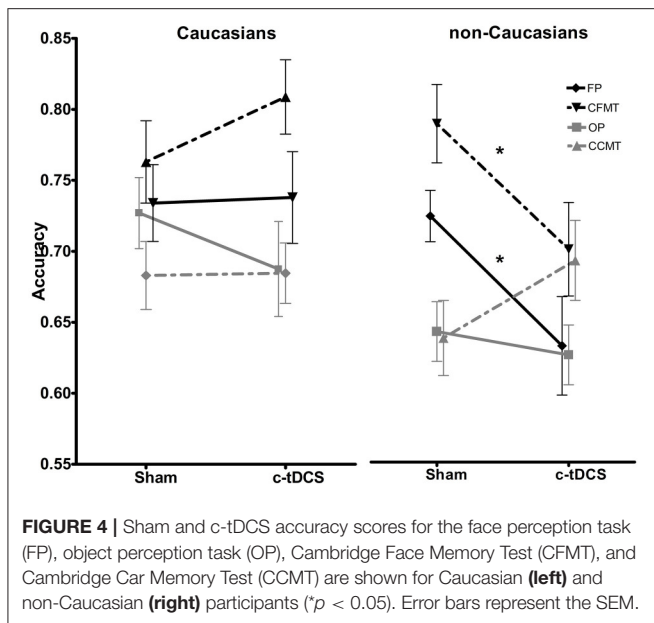 Caucasians
non-Caucasians
0.85
0.80
0.75
0.70
0.65
0.60
0.55
Accuracy
FP
CFMT
OP
CCMT
*
*
Sham
c-tDCS
Sham
c-tDCS
FIGURE 4 | Sham and c-tDCS accuracy scores for the face perception task
(FP), object perception task (OP), Cambridge Face Memory Test (CFMT), and
Cambridge Car Memory Test (CCMT) are shown for Caucasian (left) and
non-Caucasian (right) participants (*p < 0.05). Error bars represent the SEM.